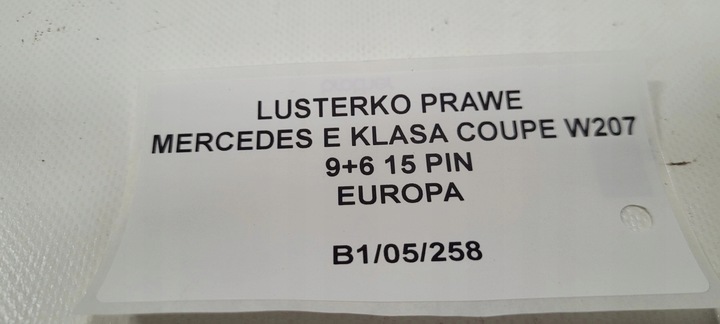 LUSTERKO PRAWE
MERCEDES E KLASA COUPE W207
9+6 15 PIN
EUROPA
B1/05/258